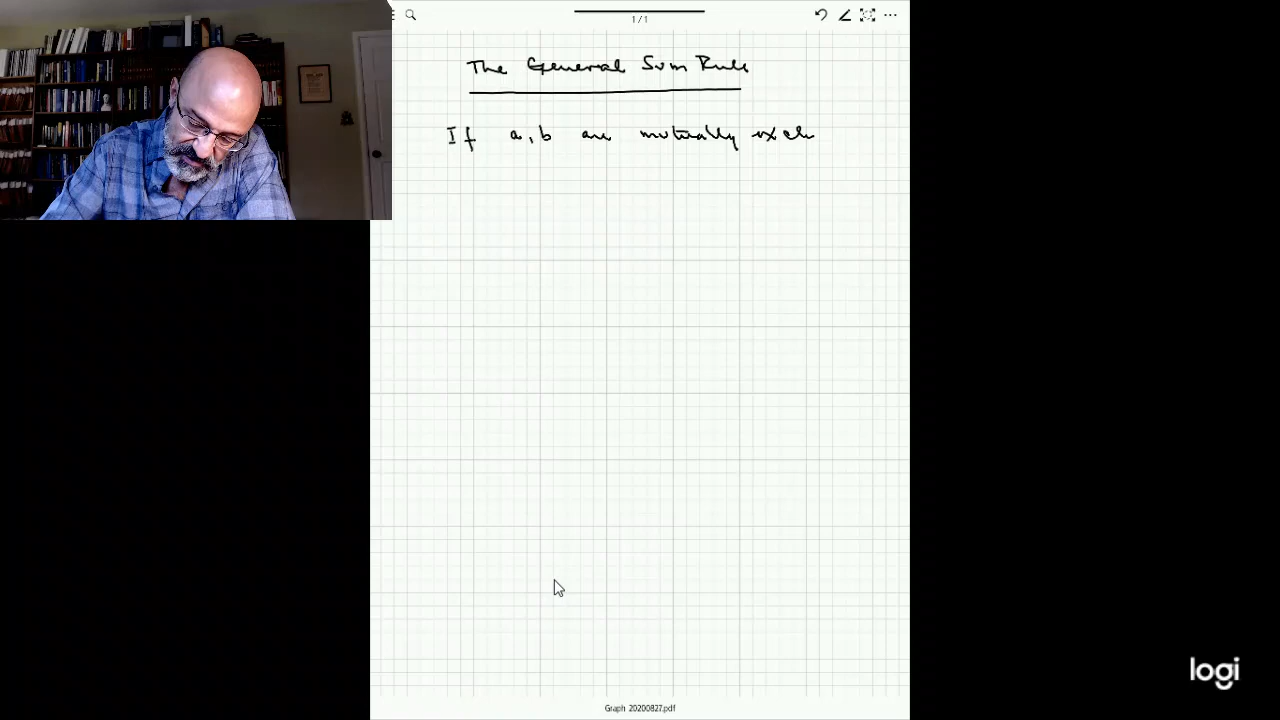 1 / 1
The General Sum Rule
If a, b are mutually exclu
Graph 20200827.pdf
logi